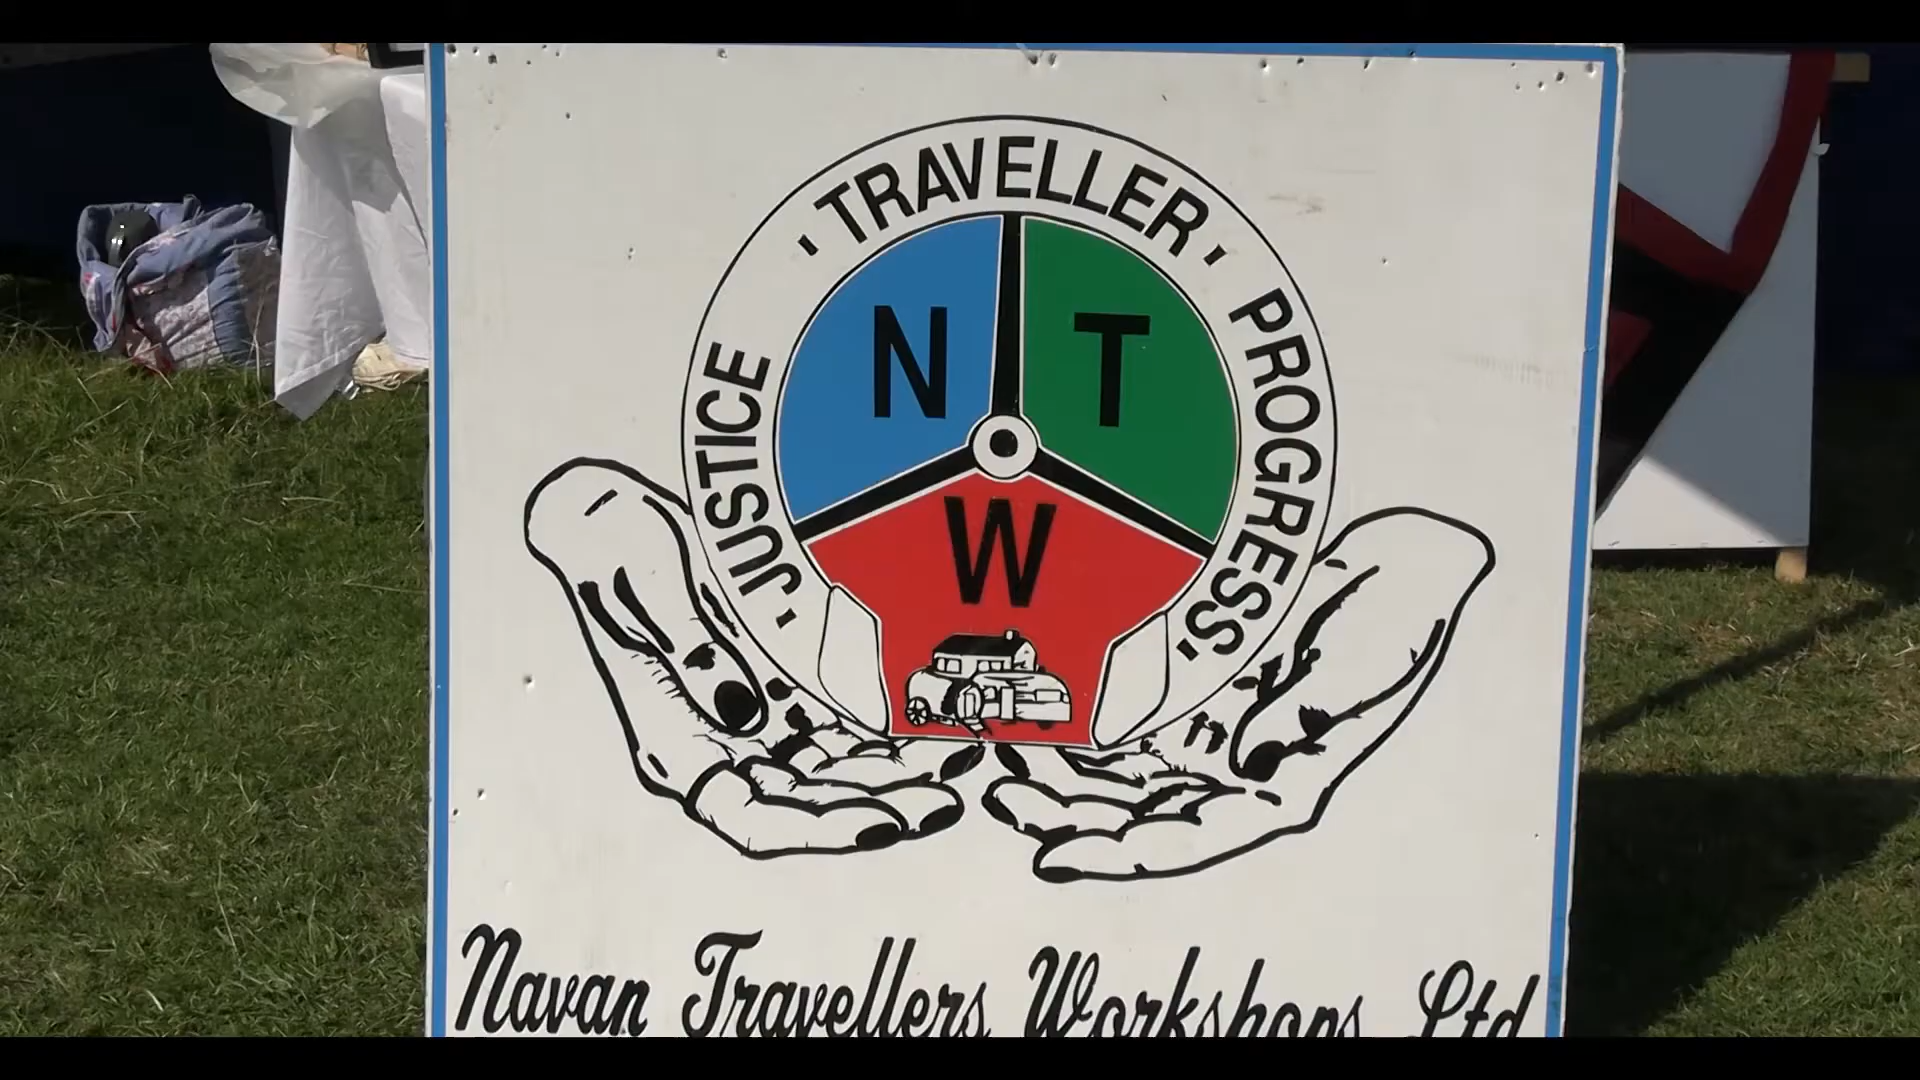 'JUSTICE 'TRAVELLER' PROGRESS'
N T
W
Navan Travellers Workshops Ltd